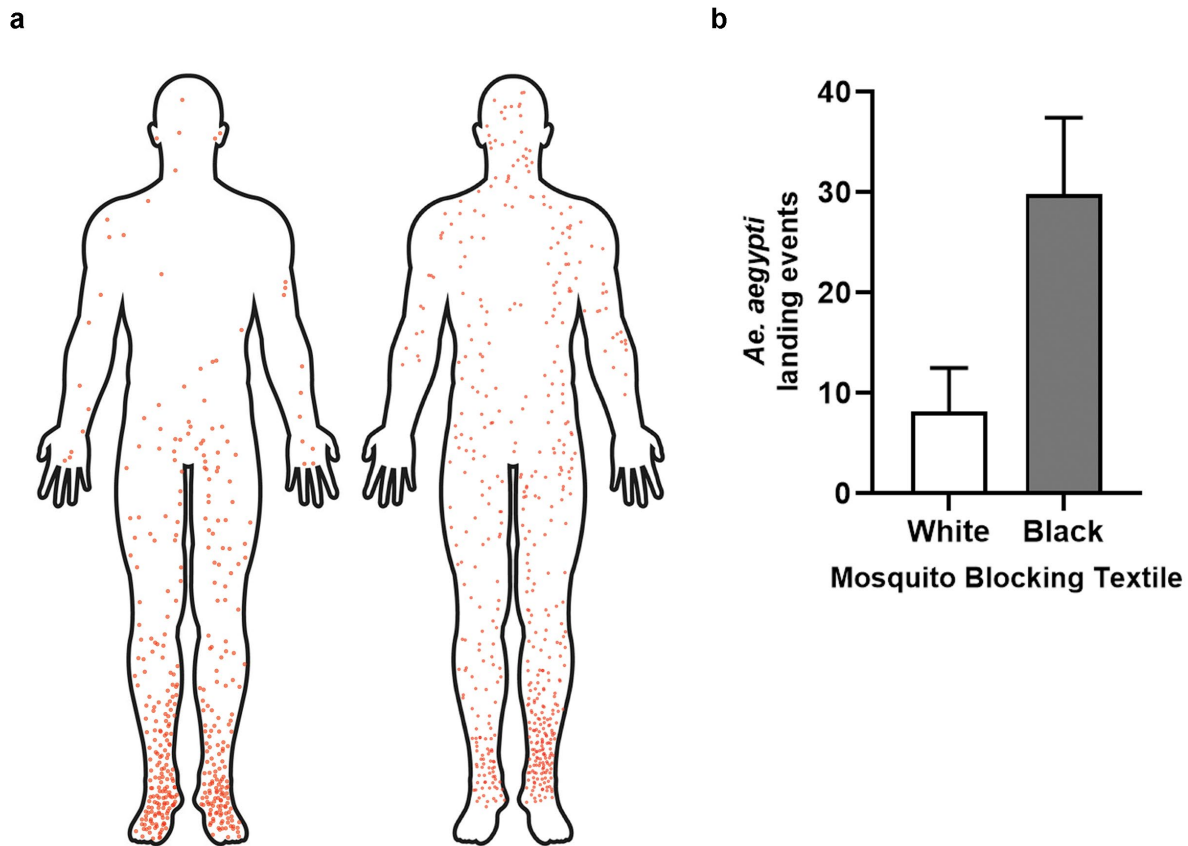 a
b
40
30
20
10
0
Ae. aegypti
landing events
White Black
Mosquito Blocking Textile